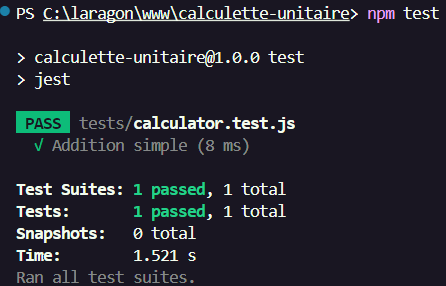 PS C:\laragon\www\calculette-unitaire> npm test
> calculette-unitaire@1.0.0 test
> jest
PASS tests/calculator.test.js
√ Addition simple (8 ms)
Test Suites: 1 passed, 1 total
Tests: 1 passed, 1 total
Snapshots: 0 total
Time: 1.521 s
Ran all test suites.